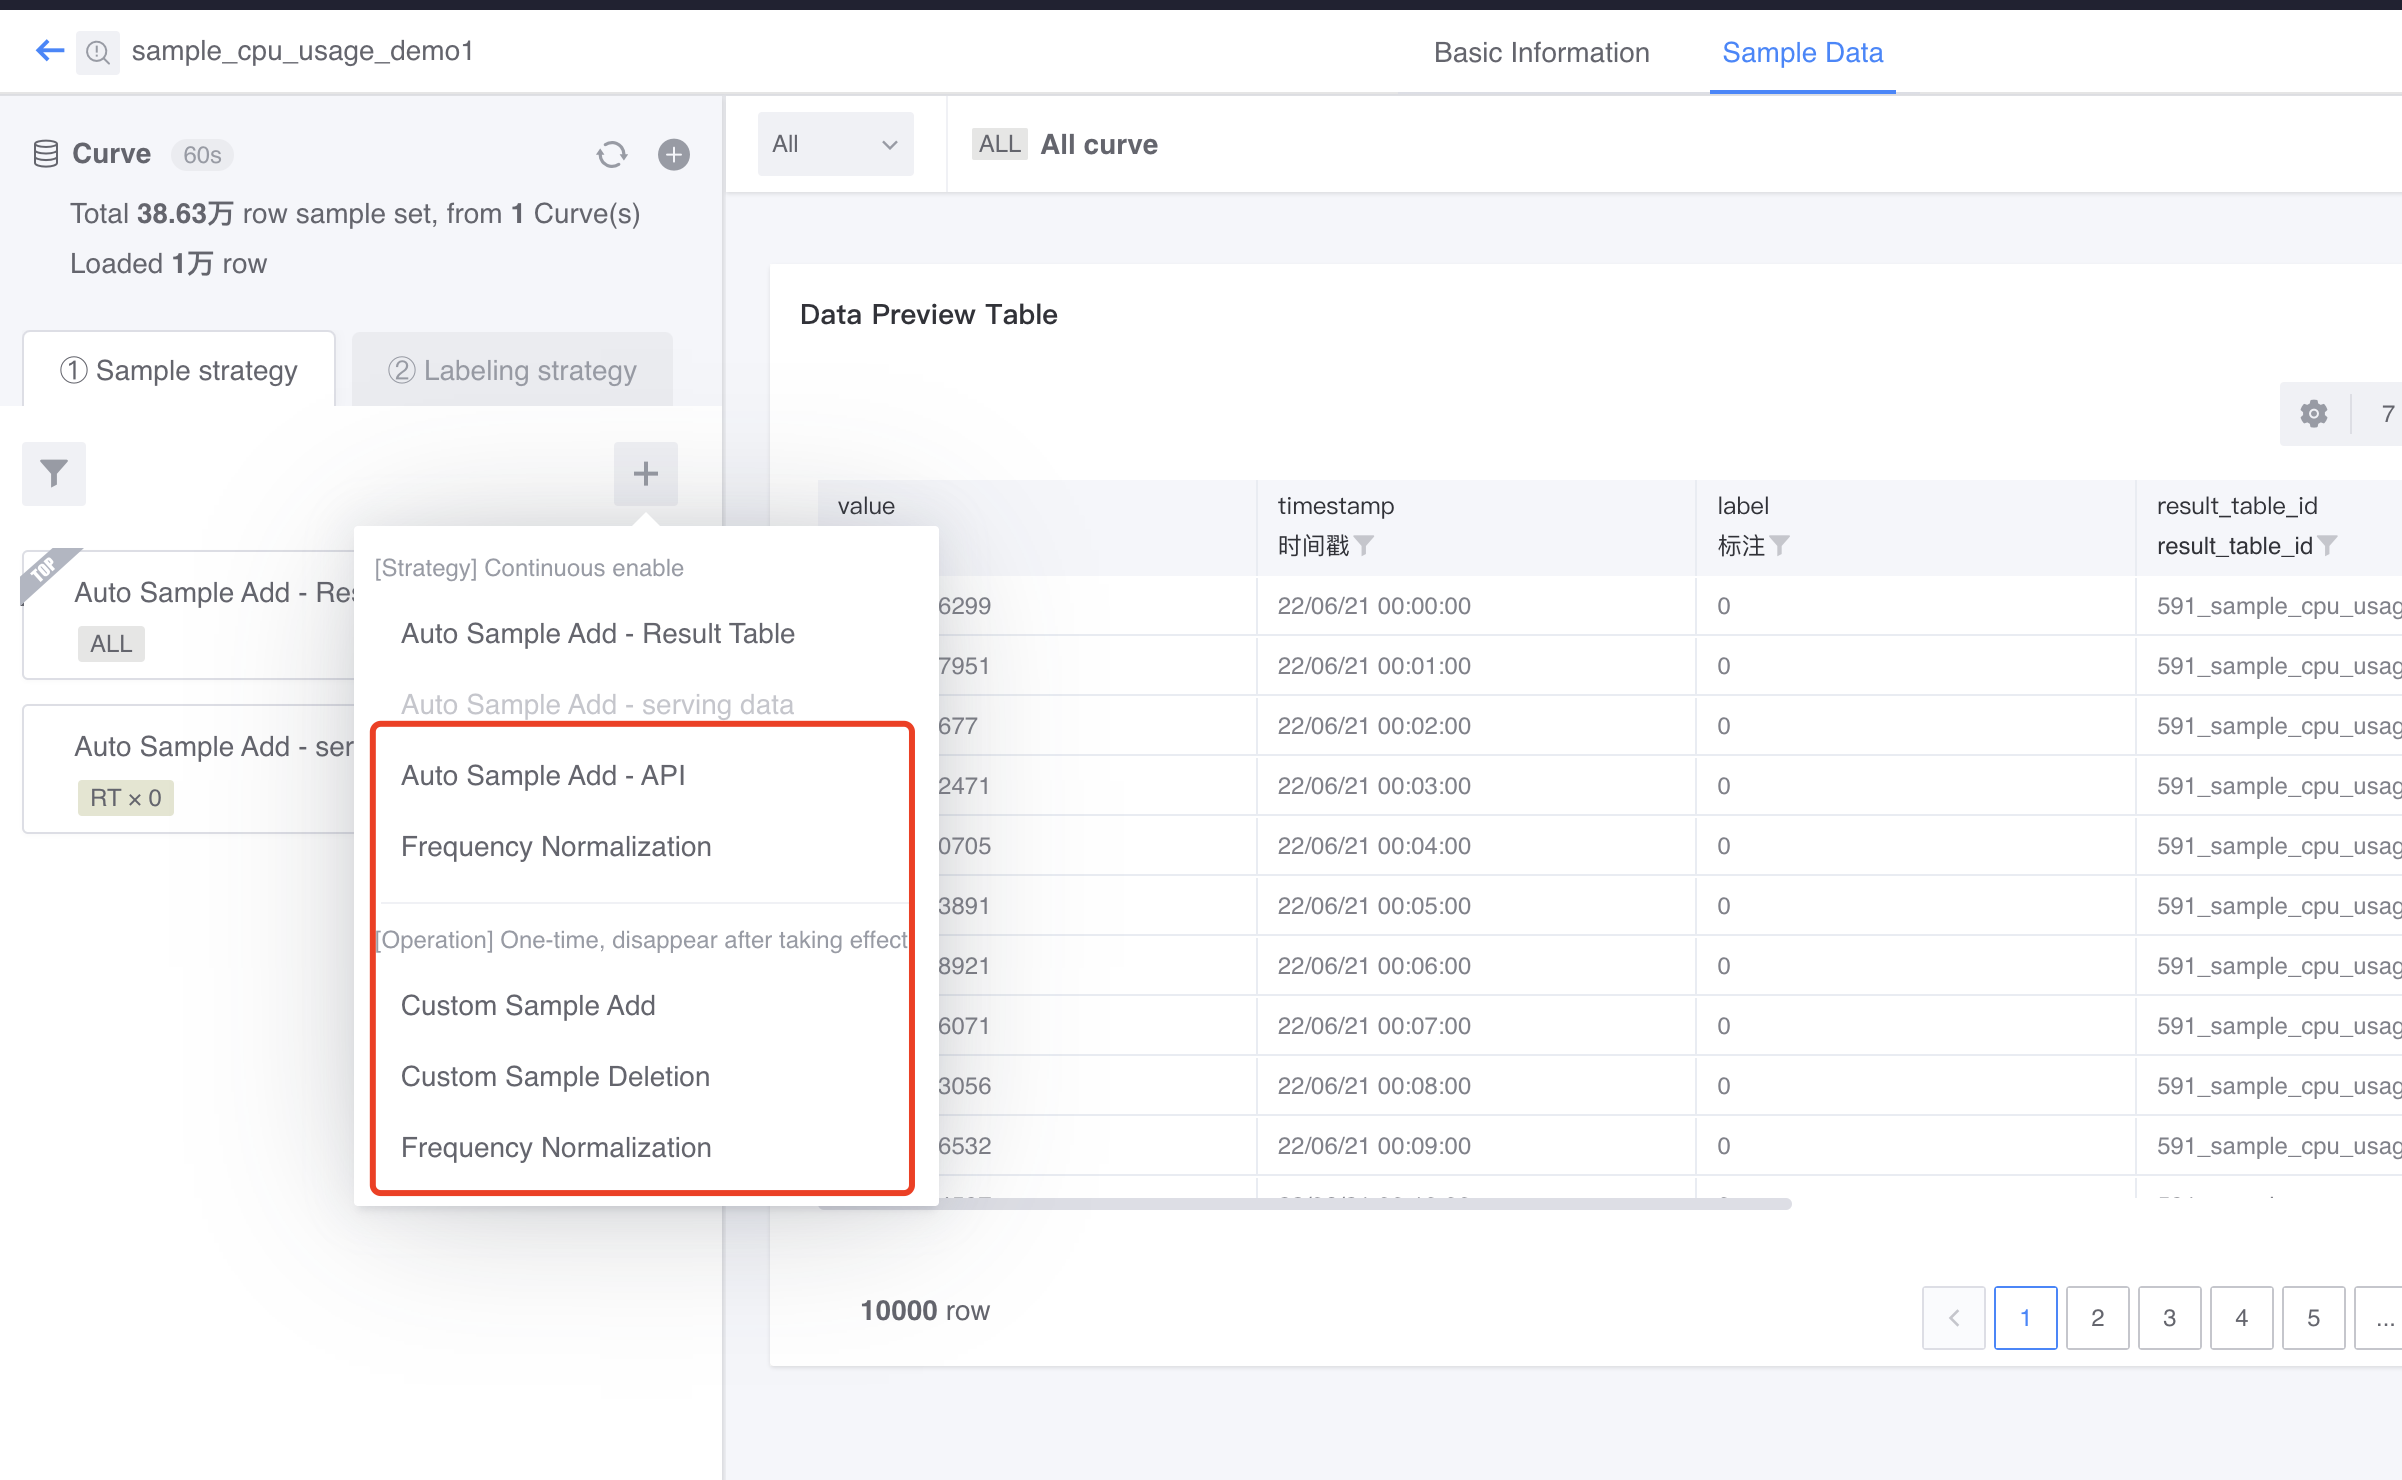 sample_cpu_usage_demo1
Basic Information
Sample Data
Curve 60s
Total 38.63万 row sample set, from 1 Curve(s)
Loaded 1万 row
① Sample strategy
② Labeling strategy
TOP
Auto Sample Add - Res
ALL
Auto Sample Add - ser
RT × 0
[Strategy] Continuous enable
Auto Sample Add - Result Table
Auto Sample Add - serving data
Auto Sample Add - API
Frequency Normalization
[Operation] One-time, disappear after taking effect
Custom Sample Add
Custom Sample Deletion
Frequency Normalization
All
ALL All curve
Data Preview Table
7
value timestamp label result_table_id
时间戳 标注 result_table_id
6299 22/06/21 00:00:00 0 591_sample_cpu_usag
7951 22/06/21 00:01:00 0 591_sample_cpu_usag
677 22/06/21 00:02:00 0 591_sample_cpu_usag
2471 22/06/21 00:03:00 0 591_sample_cpu_usag
0705 22/06/21 00:04:00 0 591_sample_cpu_usag
3891 22/06/21 00:05:00 0 591_sample_cpu_usag
8921 22/06/21 00:06:00 0 591_sample_cpu_usag
6071 22/06/21 00:07:00 0 591_sample_cpu_usag
3056 22/06/21 00:08:00 0 591_sample_cpu_usag
6532 22/06/21 00:09:00 0 591_sample_cpu_usag
10000 row
1 2 3 4 5 ...